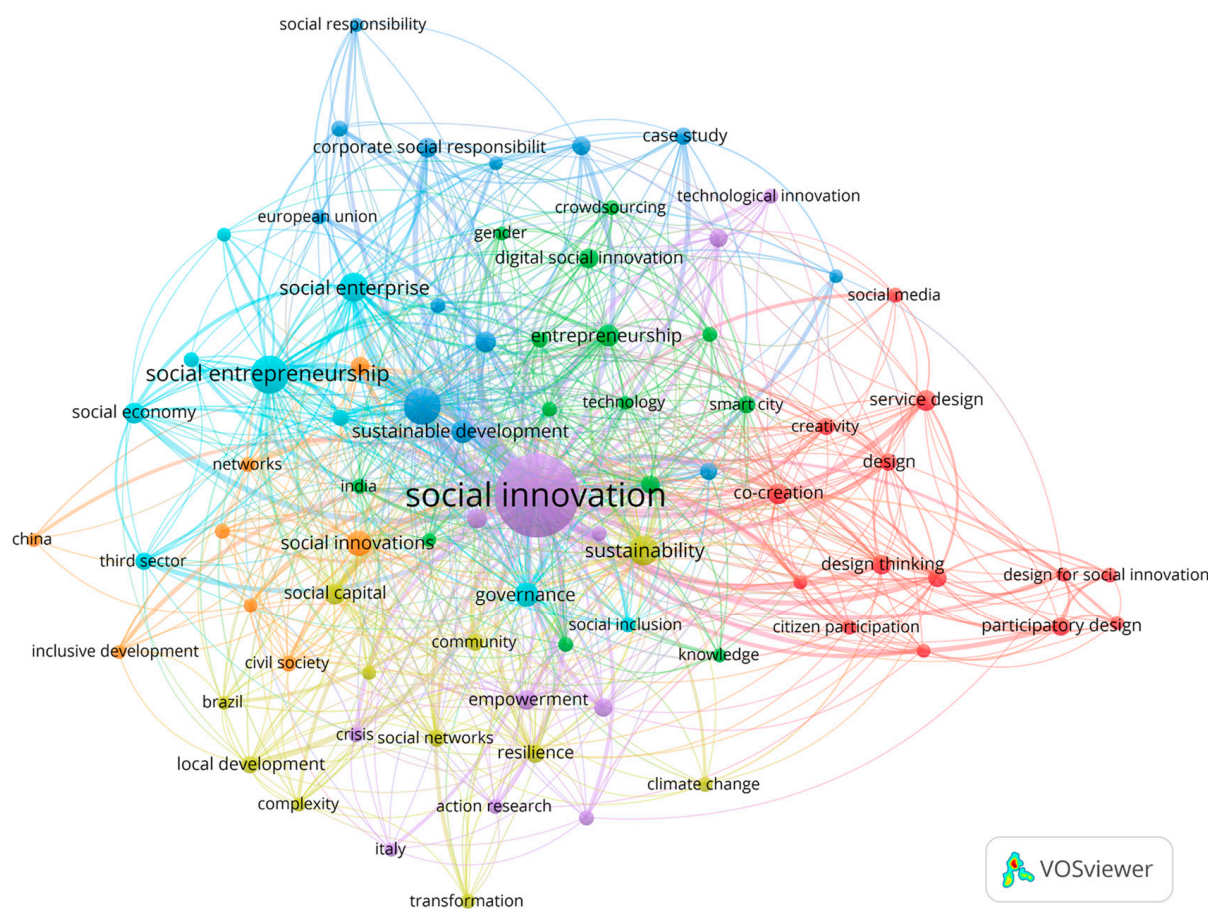 social responsibility
corporate social responsibilit
case study
technological innovation
crowdsourcing
european union
gender
digital social innovation
social enterprise
social media
entrepreneurship
social entrepreneurship
service design
technology
smart city
social economy
creativity
sustainable development
networks
design
india
co-creation
social innovation
china
social innovations
sustainability
third sector
design thinking
design for social innovation
social capital
governance
social inclusion
citizen participation
participatory design
inclusive development
community
civil society
knowledge
brazil
empowerment
crisis
social networks
resilience
local development
climate change
complexity
action research
italy
transformation
VOSviewer